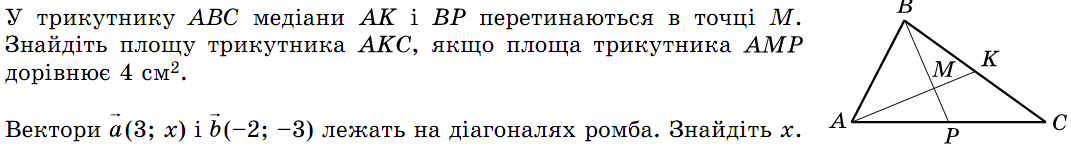 У трикутнику ABC медіани AK і BP перетинаються в точці M.
Знайдіть площу трикутника AKC, якщо площа трикутника AMP
дорівнює 4 см².
Вектори a⃗(3; x) і b⃗(−2; −3) лежать на діагоналях ромба. Знайдіть x.
B
K
M
A
P
C